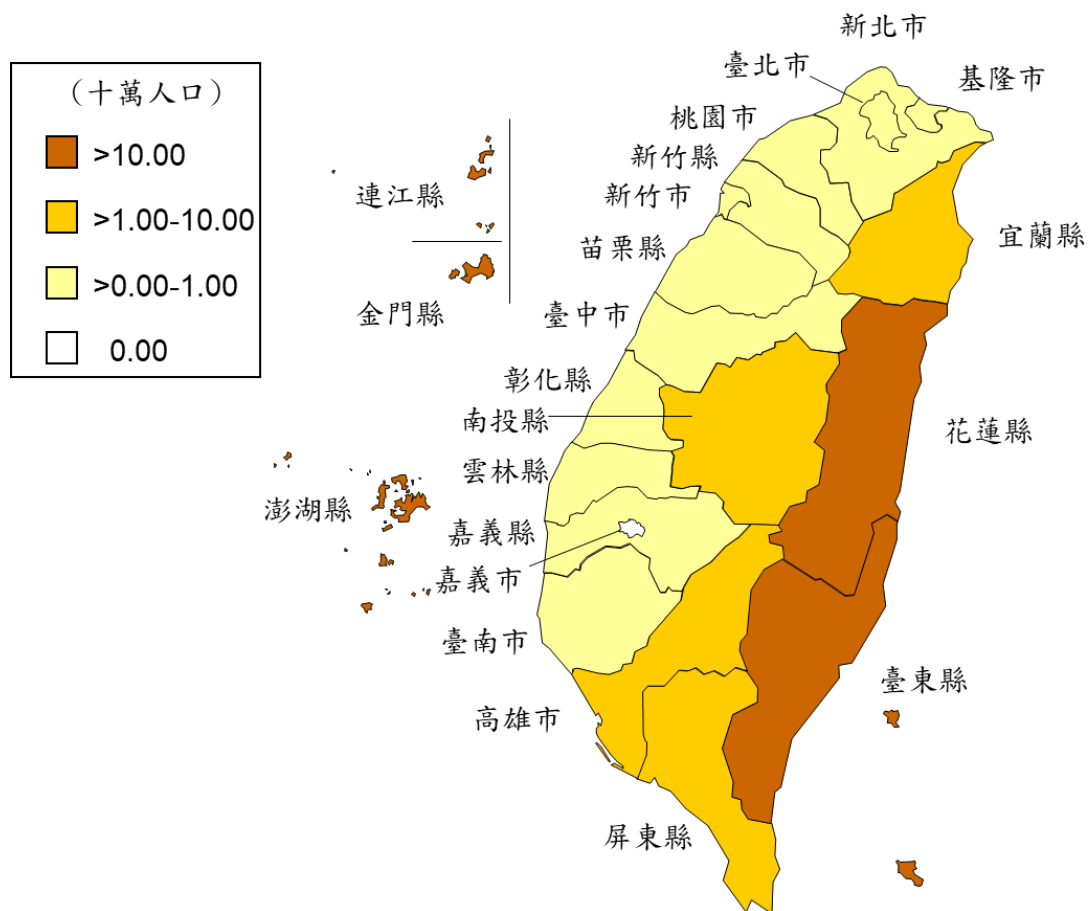 (十萬人口)
>10.00
>1.00-10.00
>0.00-1.00
0.00
新北市
臺北市
基隆市
桃園市
新竹縣
連江縣
新竹市
宜蘭縣
苗栗縣
金門縣
臺中市
彰化縣
南投縣
花蓮縣
雲林縣
澎湖縣
嘉義縣
嘉義市
臺南市
臺東縣
高雄市
屏東縣